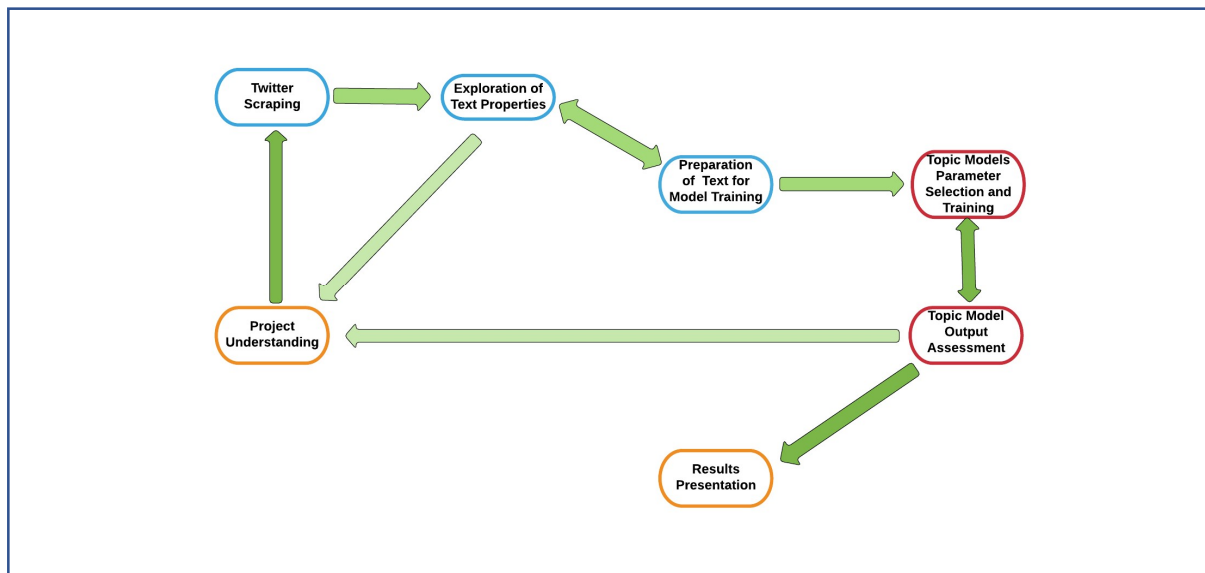 Twitter
Scraping
Exploration of
Text Properties
Preparation
of Text for
Model Training
Topic Models
Parameter
Selection and
Training
Project
Understanding
Topic Model
Output
Assessment
Results
Presentation